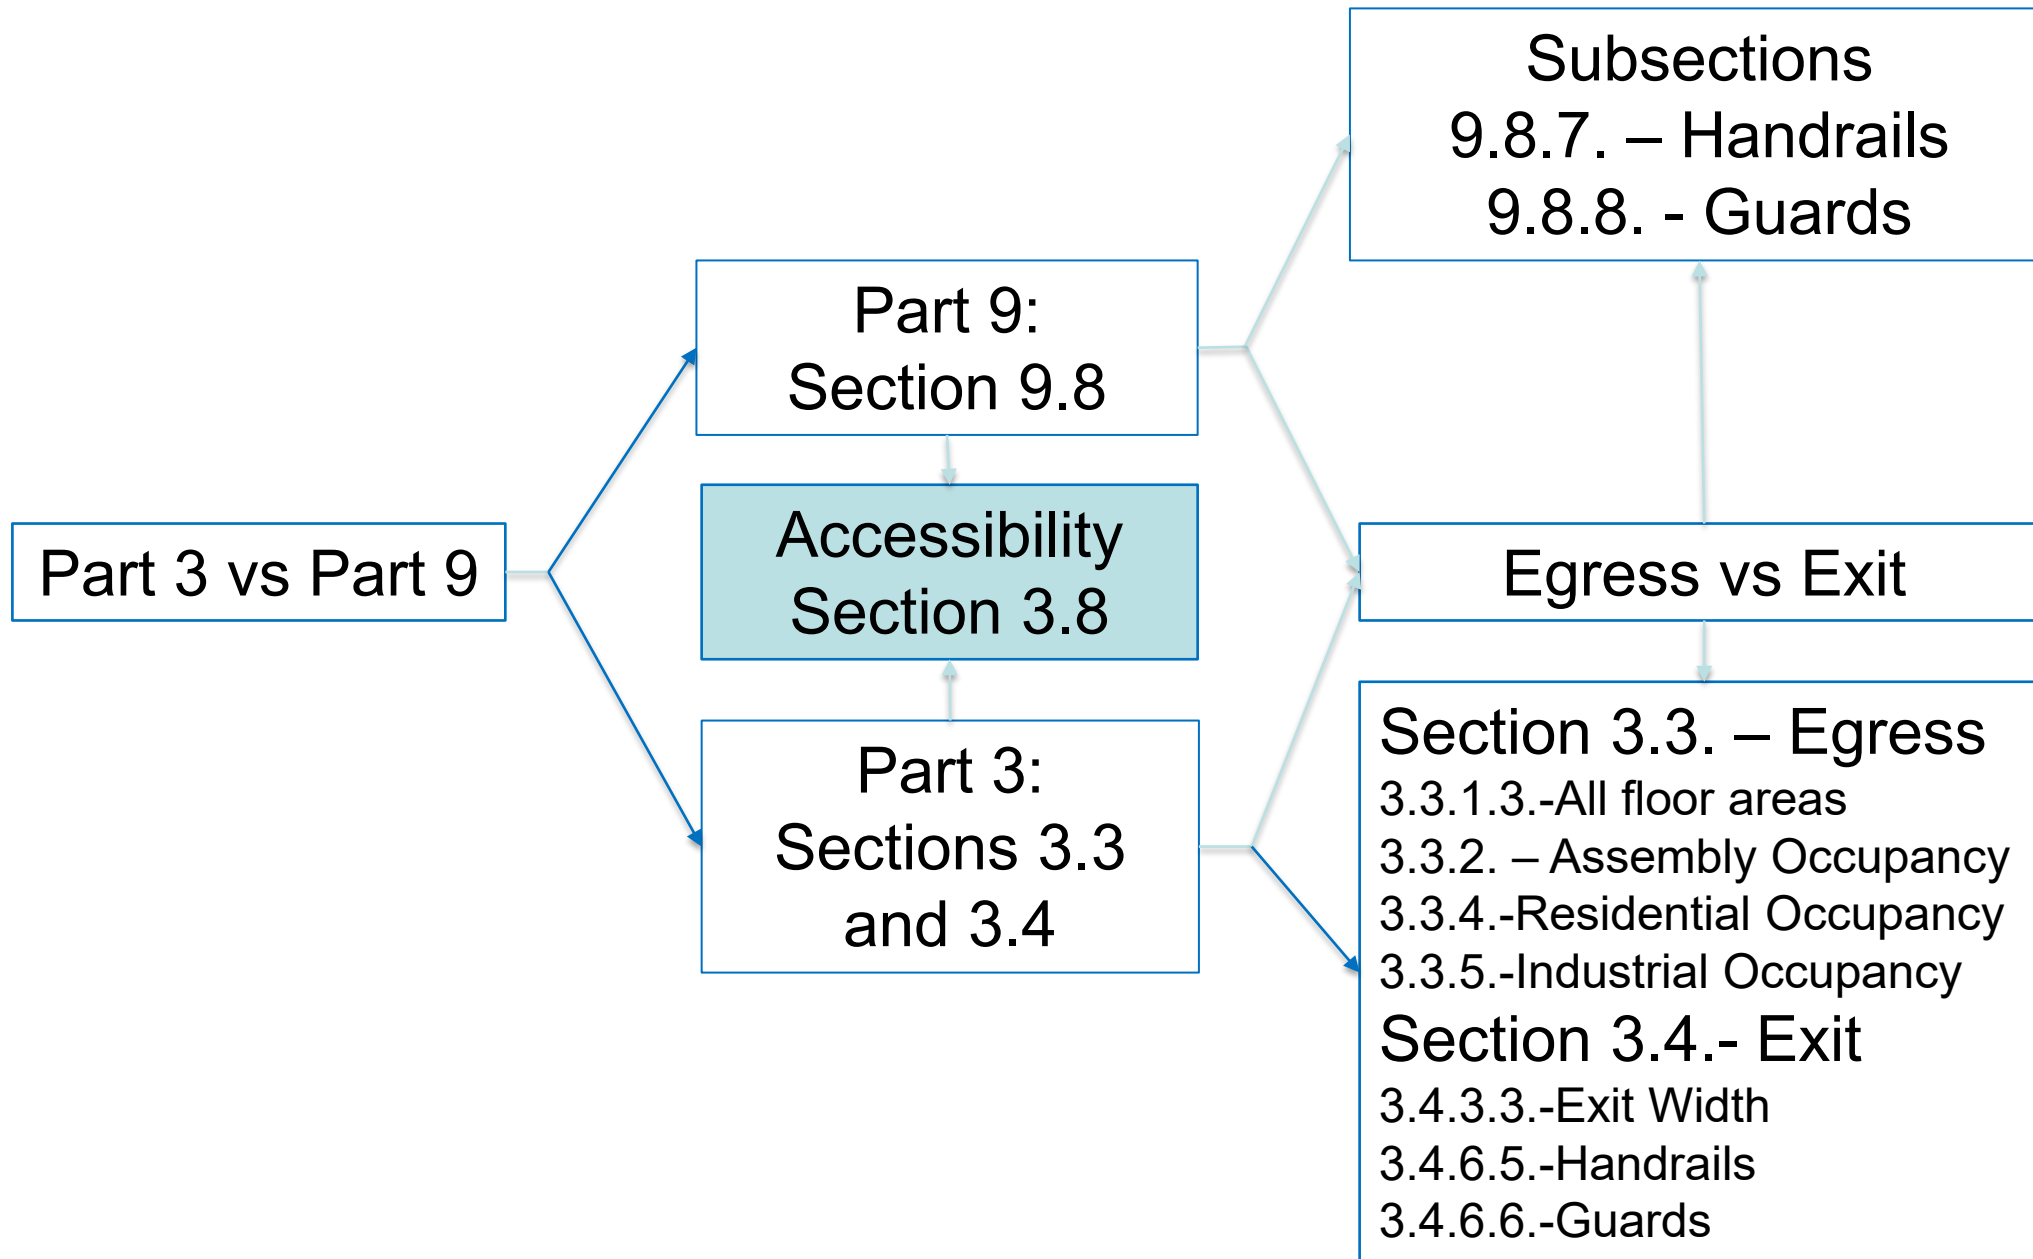 Part 3 vs Part 9
Part 9:
Section 9.8
Accessibility
Section 3.8
Part 3:
Sections 3.3
and 3.4
Subsections
9.8.7. – Handrails
9.8.8. - Guards
Egress vs Exit
Section 3.3. – Egress
3.3.1.3.-All floor areas
3.3.2. – Assembly Occupancy
3.3.4.-Residential Occupancy
3.3.5.-Industrial Occupancy
Section 3.4.- Exit
3.4.3.3.-Exit Width
3.4.6.5.-Handrails
3.4.6.6.-Guards